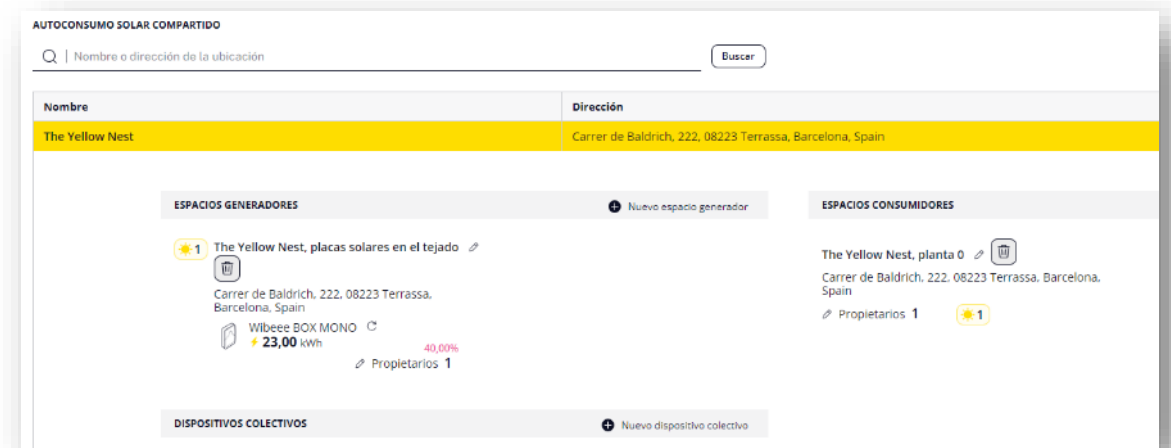 AUTOCONSUMO SOLAR COMPARTIDO
Nombre o dirección de la ubicación
Buscar
Nombre Dirección
The Yellow Nest Carrer de Baldrich, 222, 08223 Terrassa, Barcelona, Spain
ESPACIOS GENERADORES Nuevo espacio generador ESPACIOS CONSUMIDORES
1 The Yellow Nest, placas solares en el tejado
Carrer de Baldrich, 222, 08223 Terrassa,
Barcelona, Spain
Wibeee BOX MONO
23,00 kWh
40,00%
Propietarios 1
The Yellow Nest, planta 0
Carrer de Baldrich, 222, 08223 Terrassa, Barcelona,
Spain
Propietarios 1 1
DISPOSITIVOS COLECTIVOS Nuevo dispositivo colectivo